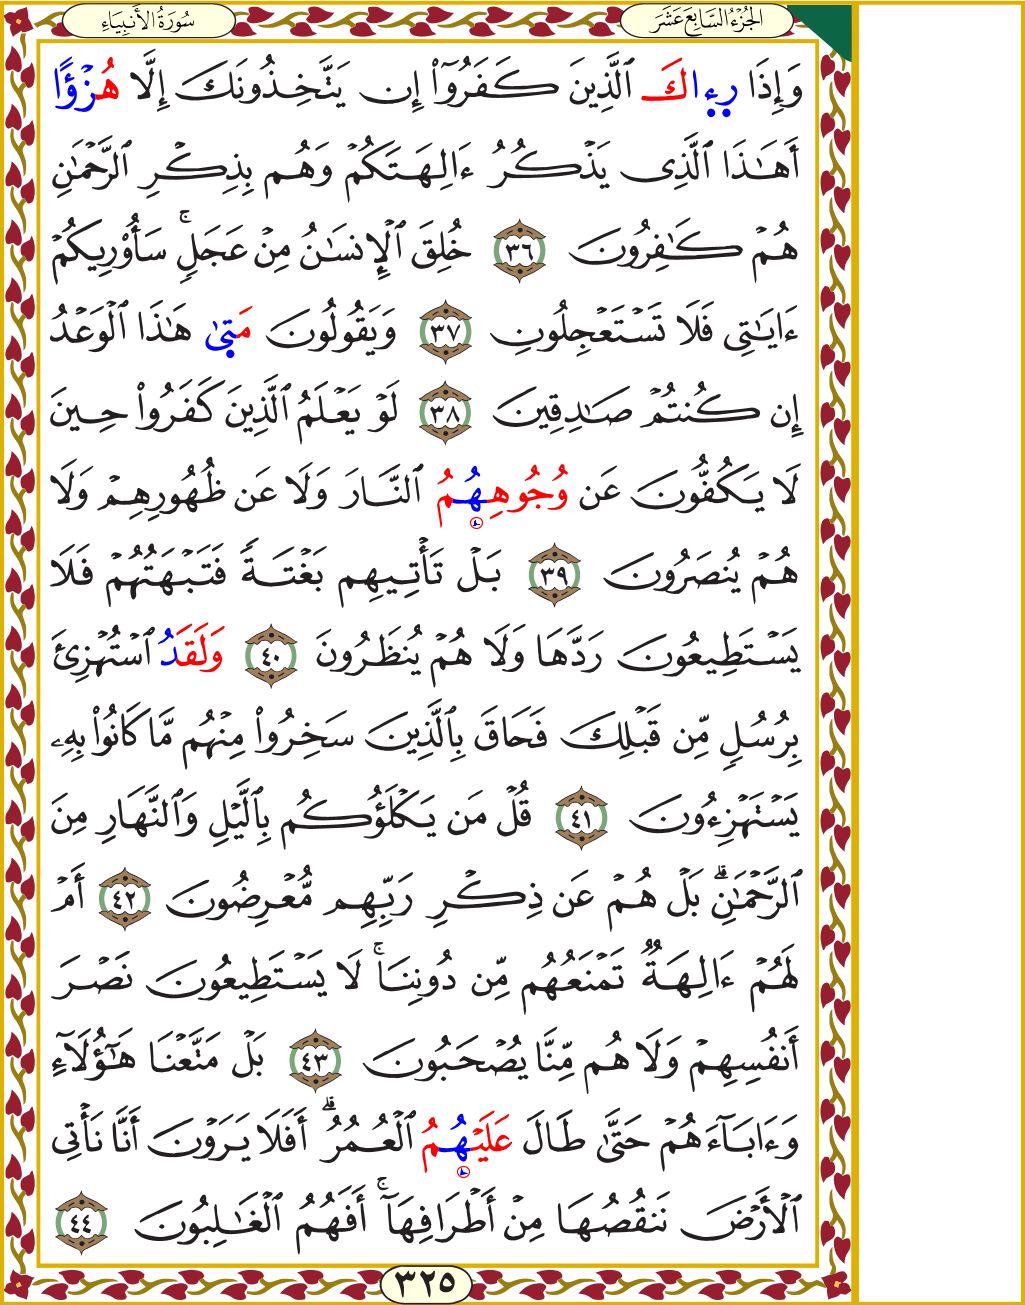 الجُزْءُ السَّابِعَ عَشَرَ
سُورَةُ الأَنبِيَاءِ
وَإِذَا رِءاكَ ٱلَّذِينَ كَفَرُوٓاْ إِن يَتَّخِذُونَكَ إِلَّا هُزْؤًا
أَهَٰذَا ٱلَّذِى يَذْكُرُ ءَالِهَتَكُمْ وَهُم بِذِكْرِ ٱلرَّحْمَٰنِ
هُمْ كَٰفِرُونَ ٣٦ خُلِقَ ٱلْإِنسَٰنُ مِنْ عَجَلٍۚ سَأُوْرِيكُمْ
ءَايَٰتِى فَلَا تَسْتَعْجِلُونِ ٣٧ وَيَقُولُونَ مَتىٰ هَٰذَا ٱلْوَعْدُ
إِن كُنتُمْ صَٰدِقِينَ ٣٨ لَوْ يَعْلَمُ ٱلَّذِينَ كَفَرُواْ حِينَ
لَا يَكُفُّونَ عَن وُجُوهِهُمُ ٱلنَّارَ وَلَا عَن ظُهُورِهِمْ وَلَا
هُمْ يُنصَرُونَ ٣٩ بَلْ تَأْتِيهِم بَغْتَةً فَتَبْهَتُهُمْ فَلَا
يَسْتَطِيعُونَ رَدَّهَا وَلَا هُمْ يُنظَرُونَ ٤٠ وَلَقَدُ ٱسْتُهْزِئَ
بِرُسُلٍ مِّن قَبْلِكَ فَحَاقَ بِٱلَّذِينَ سَخِرُواْ مِنْهُم مَّا كَانُواْ بِهِۦ
يَسْتَهْزِءُونَ ٤١ قُلْ مَن يَكْلَؤُكُم بِٱلَّيْلِ وَٱلنَّهَارِ مِنَ
ٱلرَّحْمَٰنِۗ بَلْ هُمْ عَن ذِكْرِ رَبِّهِم مُّعْرِضُونَ ٤٢ أَمْ
لَهُمْ ءَالِهَةٌ تَمْنَعُهُم مِّن دُونِنَاۚ لَا يَسْتَطِيعُونَ نَصْرَ
أَنفُسِهِمْ وَلَا هُم مِّنَّا يُصْحَبُونَ ٤٣ بَلْ مَتَّعْنَا هَٰٓؤُلَآءِ
وَءَابَآءَهُمْ حَتَّىٰ طَالَ عَلَيْهُمُ ٱلْعُمُرُۗ أَفَلَا يَرَوْنَ أَنَّا نَأْتِى
ٱلْأَرْضَ نَنقُصُهَا مِنْ أَطْرَافِهَآۚ أَفَهُمُ ٱلْغَٰلِبُونَ ٤٤
٣٢٥